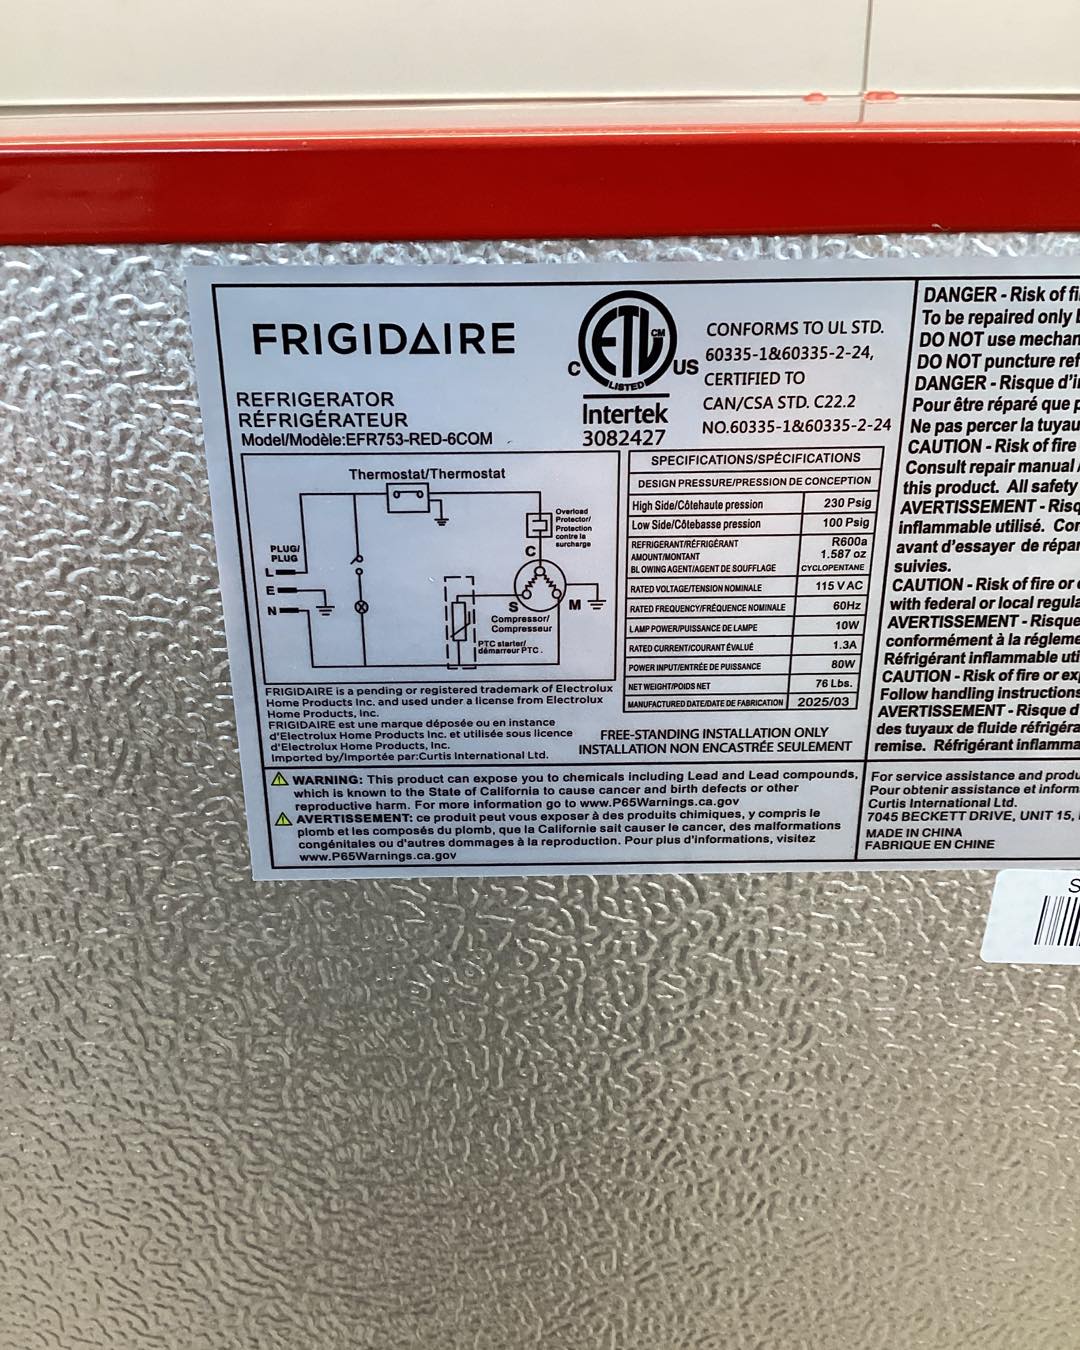 FRIGIDAIRE
REFRIGERATOR
RÉFRIGÉRATEUR
Model/Modèle:EFR753-RED-6COM
C
ETL
CM
US
LISTED
Intertek
3082427
CONFORMS TO UL STD.
60335-1&60335-2-24,
CERTIFIED TO
CAN/CSA STD. C22.2
NO.60335-1&60335-2-24
Thermostat/Thermostat
PLUG/
PLUG
L
E
N
Overload
Protector/
Protection
contre la
surcharge
C
S
M
Compressor/
Compresseur
PTC starter/
démarreur PTC .
SPECIFICATIONS/SPÉCIFICATIONS
DESIGN PRESSURE/PRESSION DE CONCEPTION
High Side/Côtehaute pression 230 Psig
Low Side/Côtebasse pression 100 Psig
REFRIGERANT/RÉFRIGÉRANT R600a
AMOUNT/MONTANT 1.587 oz
BLOWING AGENT/AGENT DE SOUFFLAGE CYCLOPENTANE
RATED VOLTAGE/TENSION NOMINALE 115 V AC
RATED FREQUENCY/FRÉQUENCE NOMINALE 60Hz
LAMP POWER/PUISSANCE DE LAMPE 10W
RATED CURRENT/COURANT ÉVALUÉ 1.3A
POWER INPUT/ENTRÉE DE PUISSANCE 80W
NET WEIGHT/POIDS NET 76 Lbs.
MANUFACTURED DATE/DATE DE FABRICATION 2025/03
FRIGIDAIRE is a pending or registered trademark of Electrolux
Home Products Inc. and used under a license from Electrolux
Home Products, Inc.
FRIGIDAIRE est une marque déposée ou en instance
d'Electrolux Home Products Inc. et utilisée sous licence
d'Electrolux Home Products, Inc.
Imported by/Importée par:Curtis International Ltd.
FREE-STANDING INSTALLATION ONLY
INSTALLATION NON ENCASTRÉE SEULEMENT
WARNING: This product can expose you to chemicals including Lead and Lead compounds,
which is known to the State of California to cause cancer and birth defects or other
reproductive harm. For more information go to www.P65Warnings.ca.gov
AVERTISSEMENT: ce produit peut vous exposer à des produits chimiques, y compris le
plomb et les composés du plomb, que la Californie sait causer le cancer, des malformations
congénitales ou d'autres dommages à la reproduction. Pour plus d'informations, visitez
www.P65Warnings.ca.gov
DANGER - Risk of
To be repaired only
DO NOT use
DO NOT puncture
DANGER - Risque
Pour être réparé que
Ne pas percer la
CAUTION - Risk of fire
Consult repair manual /
this product. All safety
AVERTISSEMENT -
inflammable utilisé.
avant d'essayer de
suivies.
CAUTION - Risk of fire or
with federal or local
AVERTISSEMENT - Risque
conformément à la
Réfrigérant inflammable
CAUTION - Risk of fire or
Follow handling instructions
AVERTISSEMENT - Risque
des tuyaux de fluide
remise. Réfrigérant
For service assistance and
Pour obtenir assistance et
Curtis International Ltd.
7045 BECKETT DRIVE, UNIT 15,
MADE IN CHINA
FABRIQUE EN CHINE